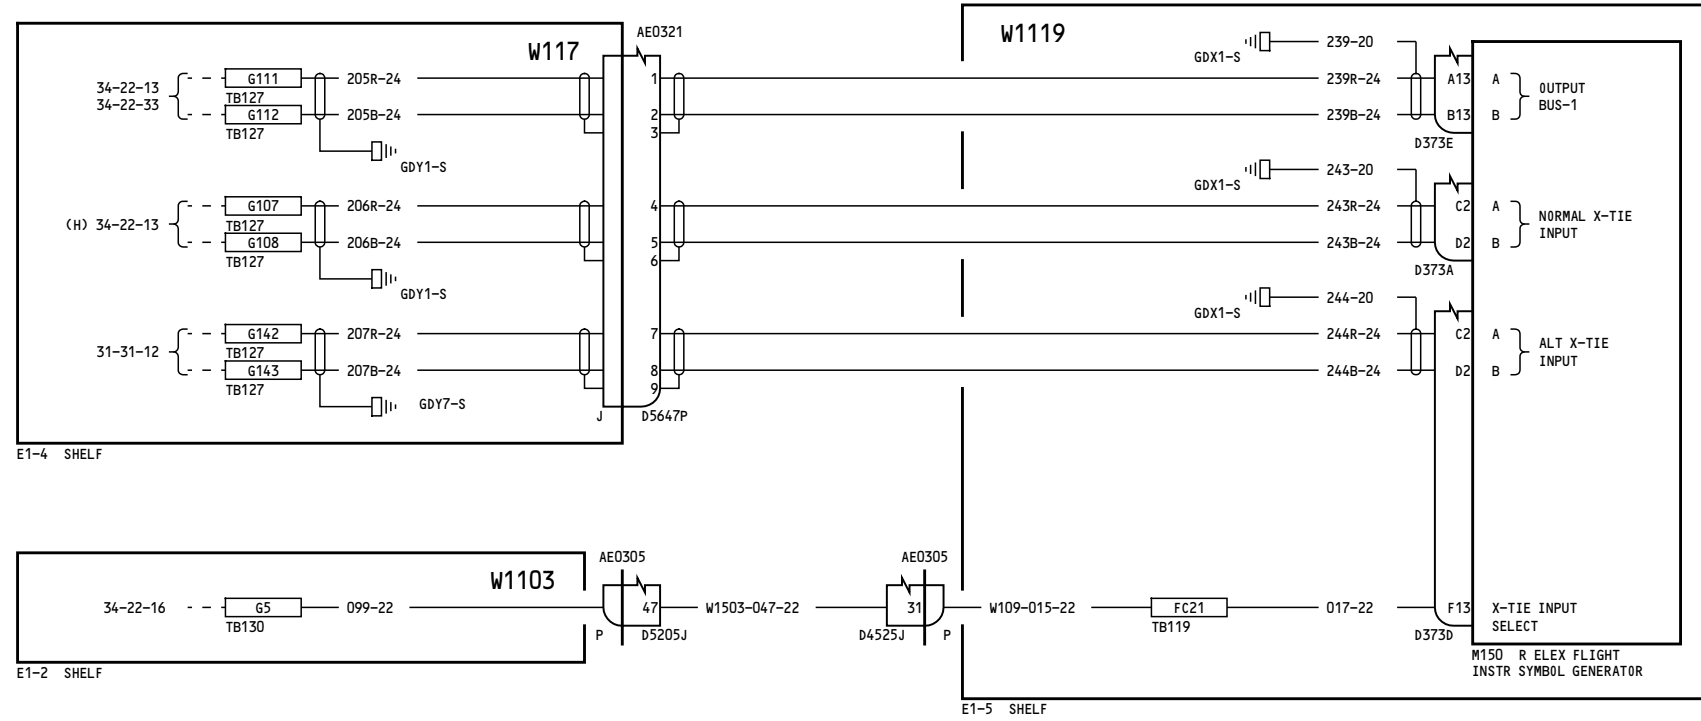 W117
AE0321
W1119
34-22-13
34-22-33
G111
TB127
205R-24
G112
TB127
205B-24
GDY1-S
1
2
3
GDX1-S
239-20
239R-24
239B-24
A13
B13
D373E
A
B
OUTPUT
BUS-1
(H) 34-22-13
G107
TB127
206R-24
G108
TB127
206B-24
GDY1-S
4
5
6
GDX1-S
243-20
243R-24
243B-24
C2
D2
D373A
A
B
NORMAL X-TIE
INPUT
31-31-12
G142
TB127
207R-24
G143
TB127
207B-24
GDY7-S
7
8
9
J
D5647P
GDX1-S
244-20
244R-24
244B-24
C2
D2
A
B
ALT X-TIE
INPUT
E1-4 SHELF
W1103
AE0305
AE0305
34-22-16
G5
TB130
099-22
47
P
D5205J
W1503-047-22
31
D4525J
P
W109-015-22
FC21
TB119
017-22
F13
D373D
X-TIE INPUT
SELECT
E1-2 SHELF
M150 R ELEX FLIGHT
INSTR SYMBOL GENERATOR
E1-5 SHELF